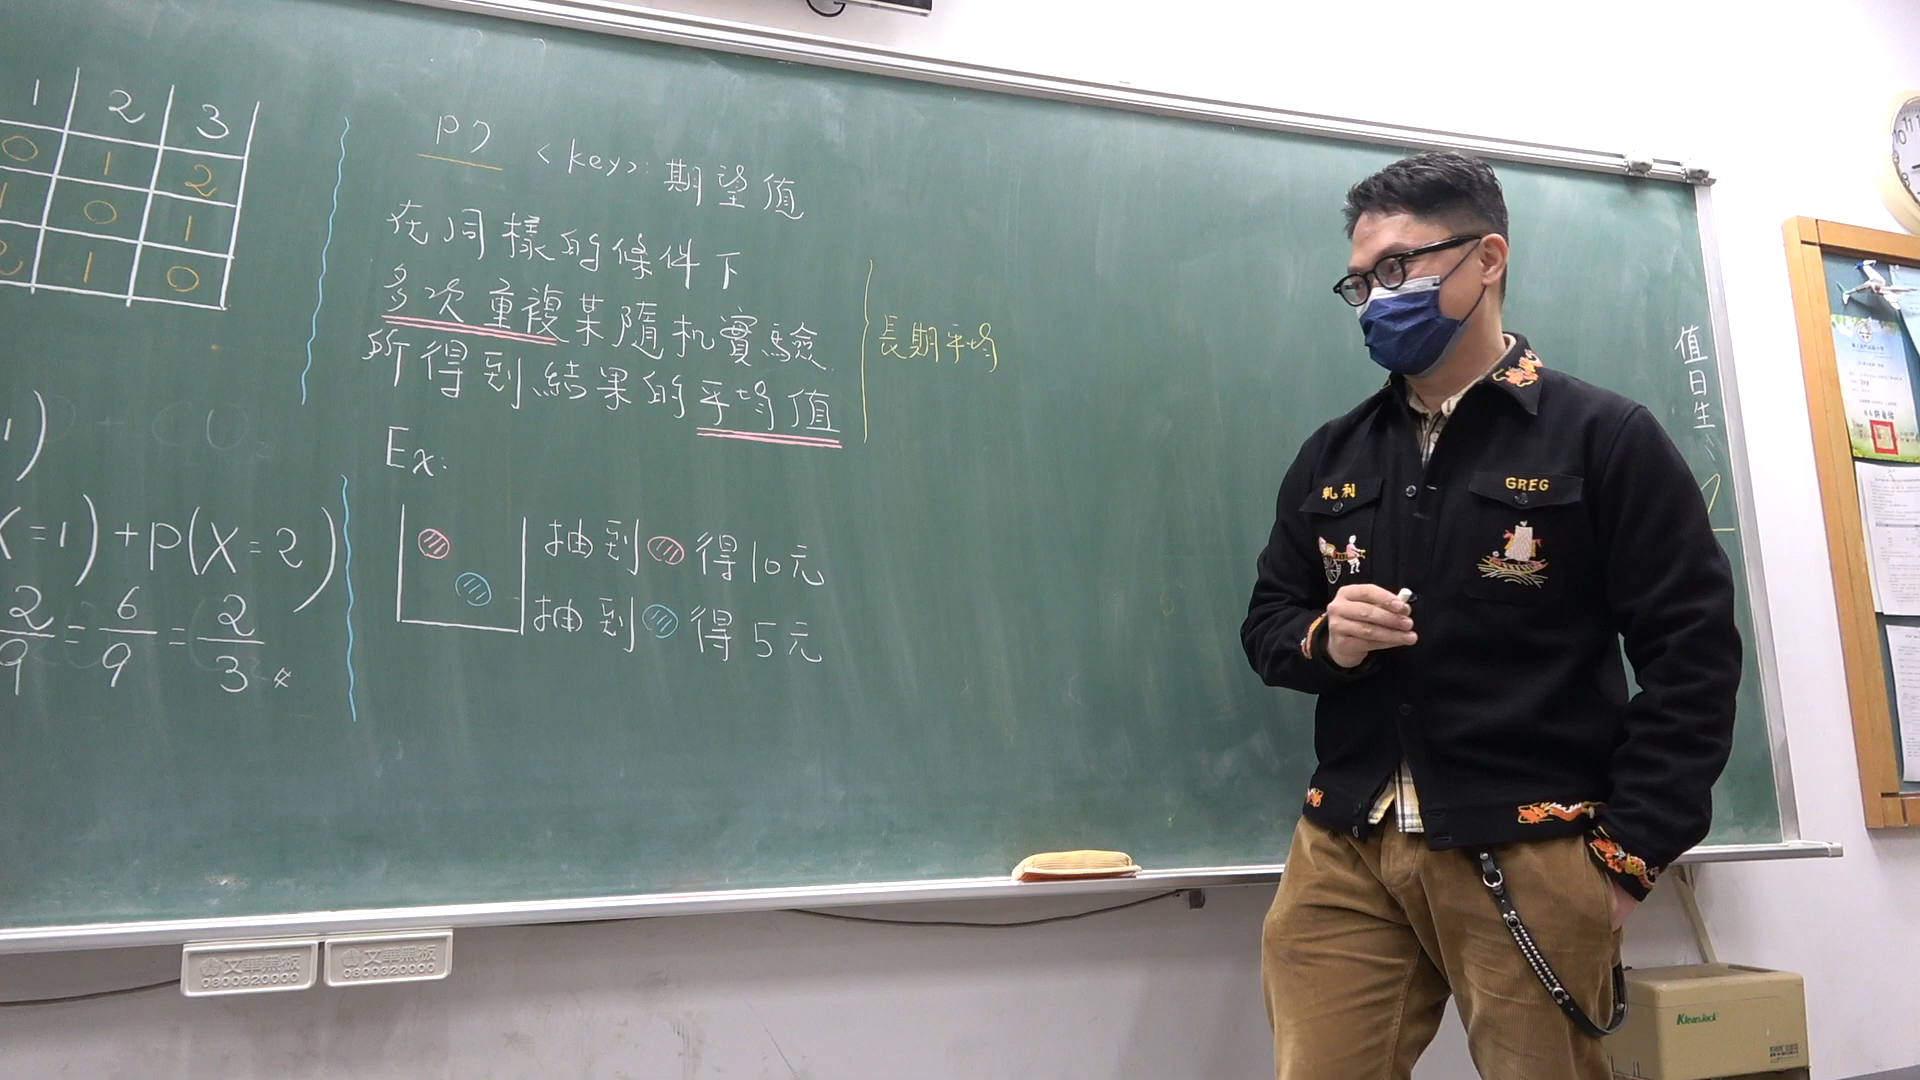 1 2 3
0 1 2
1 0 1
2 1 0
1)
X=1)+P(X=2)
2/9=6/9=2/3
P7 <key>: 期望值
在同樣的條件下
多次重複某隨机實驗
所得到結果的平均值
長期平均
Ex:
抽到 得10元
抽到 得5元
值日生
軋利
GREG
文華黑板
0800320000
文華黑板
0800320000
KleanJack
10 11